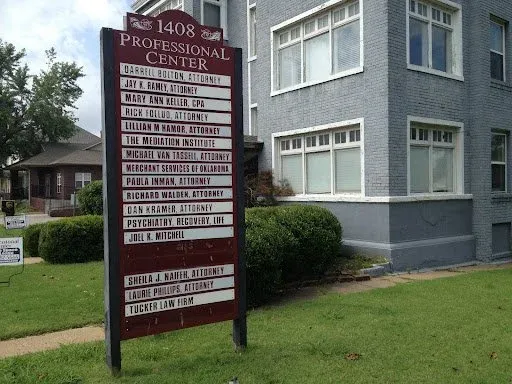 1408
PROFESSIONAL
CENTER
DARRELL BOLTON, ATTORNEY
JAY K. RAMEY, ATTORNEY
MARY ANN KELLER, CPA
RICK FOLLUO, ATTORNEY
LILLIAN M HAMOR, ATTORNEY
THE MEDIATION INSTITUTE
MICHAEL VAN TASSELL, ATTORNEY
MERCHANT SERVICES OF OKLAHOMA
PAULA INMAN, ATTORNEY
RICHARD WALDEK, ATTORNEY
DAN KRAMER, ATTORNEY
PSYCHIATRY, RECOVERY, LIFE
JOEL K. MITCHELL
SHEILA J. NAIFEH, ATTORNEY
LAURIE PHILLIPS, ATTORNEY
TUCKER LAW FIRM